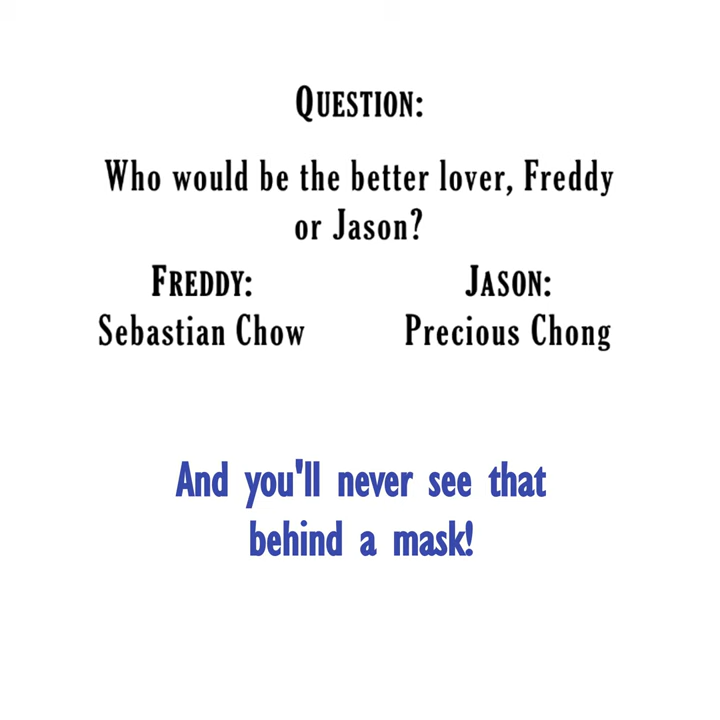 QUESTION:
Who would be the better lover, Freddy
or Jason?
FREDDY:
JASON:
Sebastian Chow
Precious Chong
And you'll never see that
behind a mask!